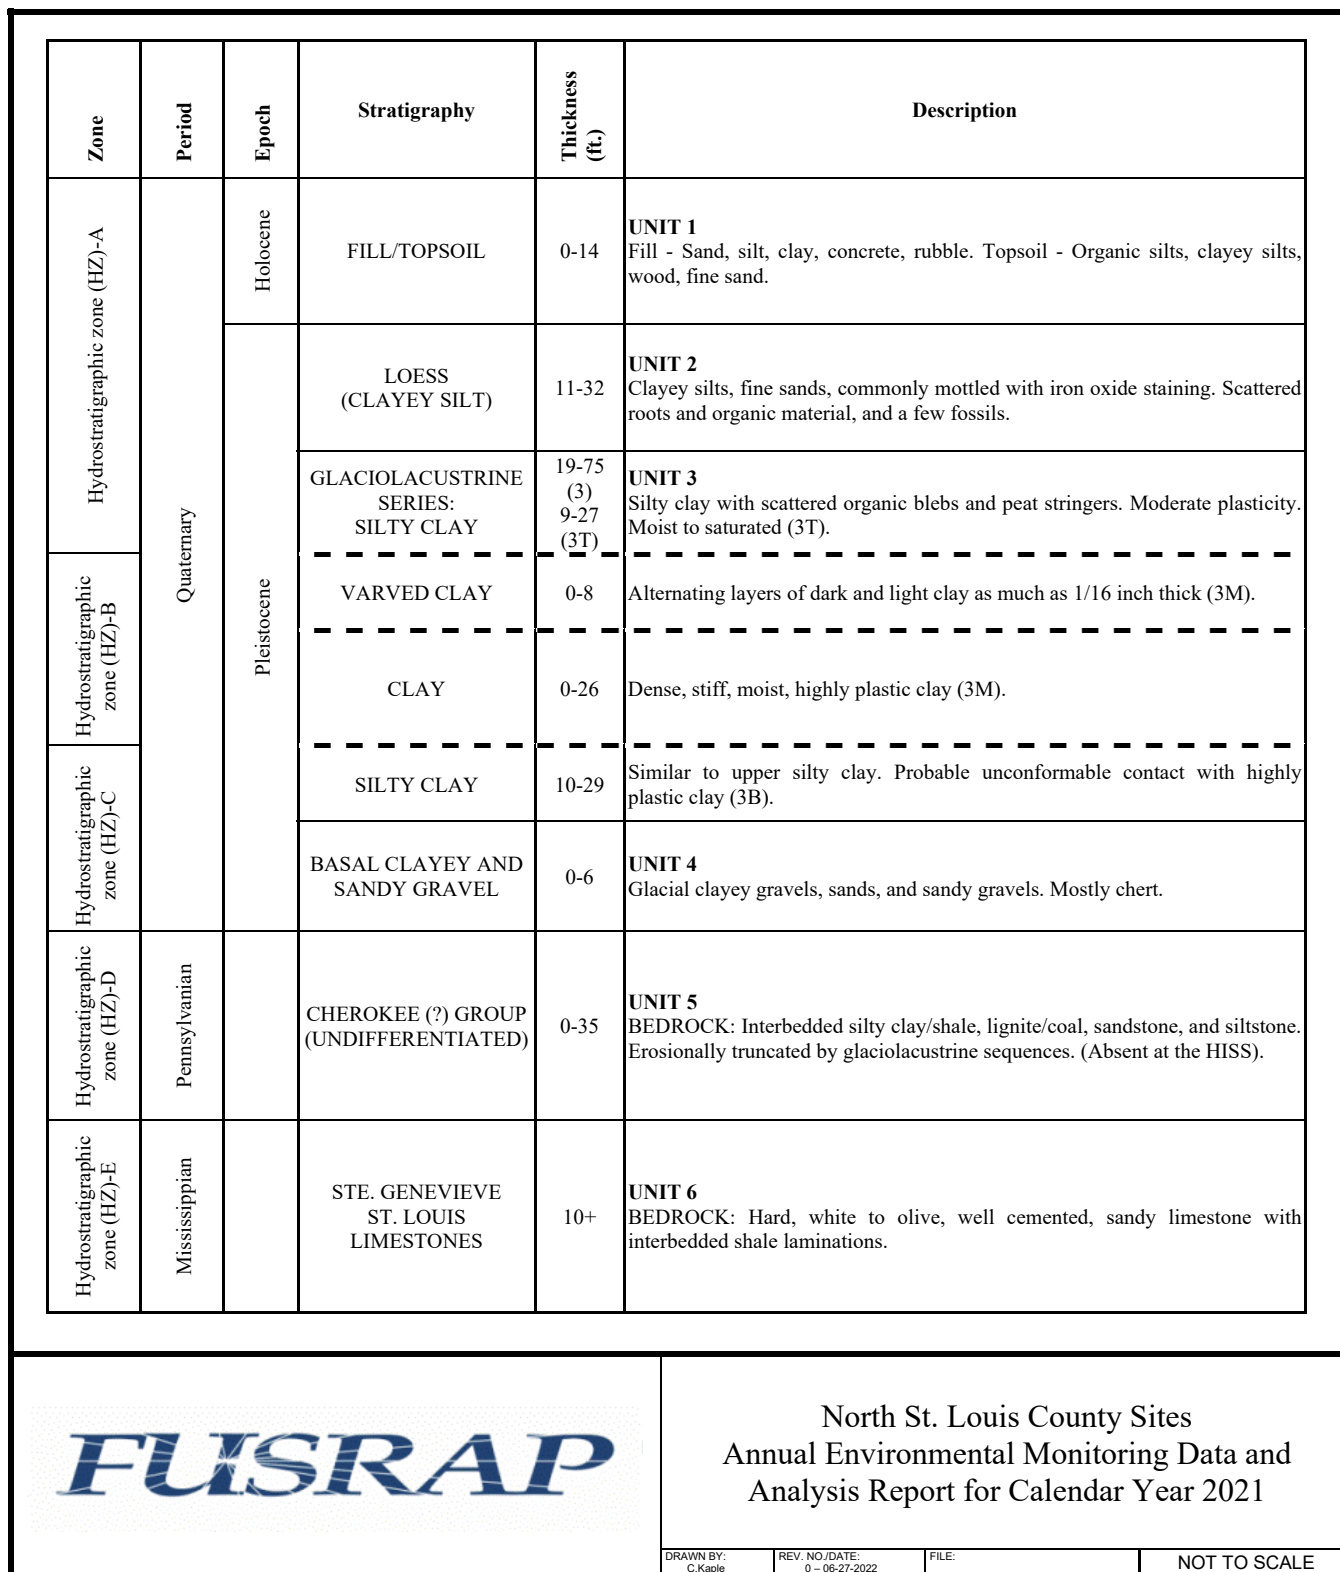 Zone
Period
Epoch
Stratigraphy
Thickness
(ft.)
Description
Hydrostratigraphic zone (HZ)-A
Quaternary
Holocene
FILL/TOPSOIL
0-14
UNIT 1
Fill - Sand, silt, clay, concrete, rubble. Topsoil - Organic silts, clayey silts,
wood, fine sand.
Pleistocene
LOESS
(CLAYEY SILT)
11-32
UNIT 2
Clayey silts, fine sands, commonly mottled with iron oxide staining. Scattered
roots and organic material, and a few fossils.
GLACIOLACUSTRINE
SERIES:
SILTY CLAY
19-75
(3)
9-27
(3T)
UNIT 3
Silty clay with scattered organic blebs and peat stringers. Moderate plasticity.
Moist to saturated (3T).
Hydrostratigraphic
zone (HZ)-B
VARVED CLAY
0-8
Alternating layers of dark and light clay as much as 1/16 inch thick (3M).
CLAY
0-26
Dense, stiff, moist, highly plastic clay (3M).
Hydrostratigraphic
zone (HZ)-C
SILTY CLAY
10-29
Similar to upper silty clay. Probable unconformable contact with highly
plastic clay (3B).
BASAL CLAYEY AND
SANDY GRAVEL
0-6
UNIT 4
Glacial clayey gravels, sands, and sandy gravels. Mostly chert.
Hydrostratigraphic
zone (HZ)-D
Pennsylvanian
CHEROKEE (?) GROUP
(UNDIFFERENTIATED)
0-35
UNIT 5
BEDROCK: Interbedded silty clay/shale, lignite/coal, sandstone, and siltstone.
Erosionally truncated by glaciolacustrine sequences. (Absent at the HISS).
Hydrostratigraphic
zone (HZ)-E
Mississippian
STE. GENEVIEVE
ST. LOUIS
LIMESTONES
10+
UNIT 6
BEDROCK: Hard, white to olive, well cemented, sandy limestone with
interbedded shale laminations.
FUSRAP
North St. Louis County Sites
Annual Environmental Monitoring Data and
Analysis Report for Calendar Year 2021
DRAWN BY:
C.Kaple
REV. NO./DATE:
0 – 06-27-2022
FILE:
NOT TO SCALE